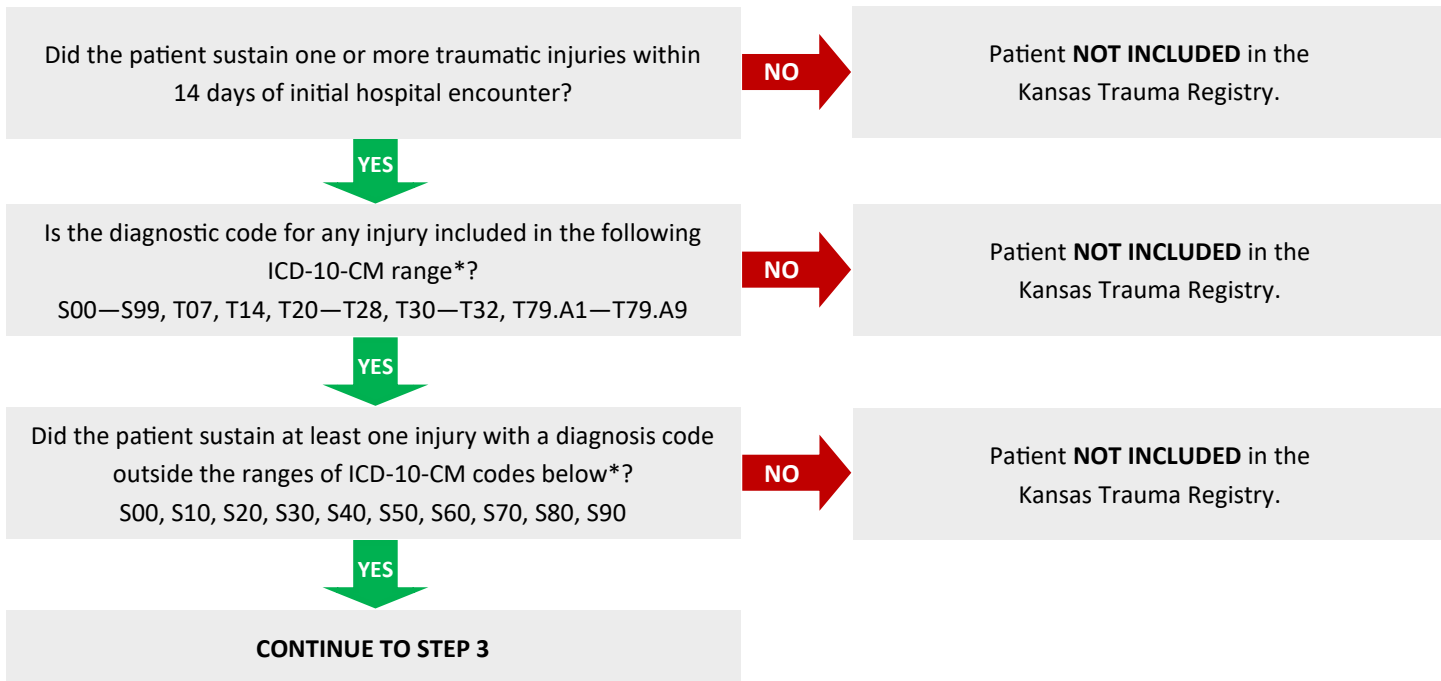 Did the patient sustain one or more traumatic injuries within
14 days of initial hospital encounter?
NO
Patient NOT INCLUDED in the
Kansas Trauma Registry.
YES
Is the diagnostic code for any injury included in the following
ICD-10-CM range*?
S00—S99, T07, T14, T20—T28, T30—T32, T79.A1—T79.A9
NO
Patient NOT INCLUDED in the
Kansas Trauma Registry.
YES
Did the patient sustain at least one injury with a diagnosis code
outside the ranges of ICD-10-CM codes below*?
S00, S10, S20, S30, S40, S50, S60, S70, S80, S90
NO
Patient NOT INCLUDED in the
Kansas Trauma Registry.
YES
CONTINUE TO STEP 3